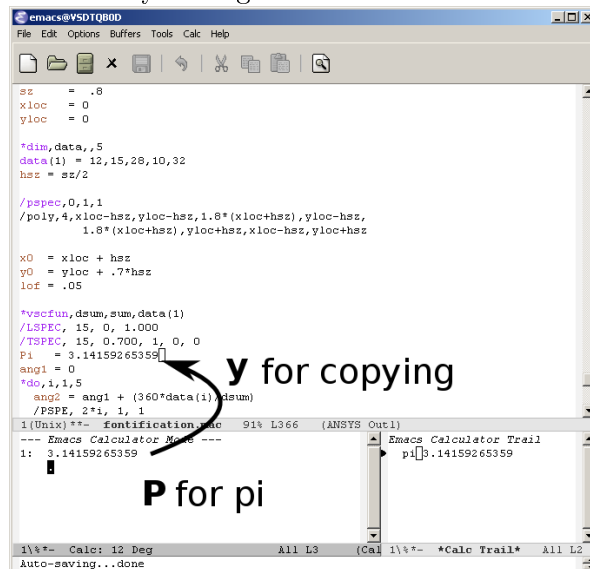 emacs@VSDTQB0D
File Edit Options Buffers Tools Calc Help
sz    =  .8
xloc  = 0
yloc  = 0
*dim,data,,5
data(1) = 12,15,28,10,32
hsz = sz/2
/pspec,0,1,1
/poly,4,xloc-hsz,yloc-hsz,1.8*(xloc+hsz),yloc-hsz,
1.8*(xloc+hsz),yloc+hsz,xloc-hsz,yloc+hsz
x0  = xloc + hsz
y0  = yloc + .7*hsz
lof = .05
*vscfun,dsum,sum,data(1)
/LSPEC, 15, 0, 1.000
/TSPEC, 15, 0.700, 1, 0, 0
Pi   = 3.14159265359
ang1 = 0
y for copying
*do,i,1,5
ang2 = ang1 + (360*data(i)/dsum)
/PSPE, 2*i, 1, 1
1(Unix)**-  fontification.mac   91% L366   (ANSYS Outl)
--- Emacs Calculator Mode ---
1:  3.14159265359
.
P for pi
Emacs Calculator Trail
pi 3.14159265359
1\%*-  Calc: 12 Deg   All L3   (Cal
1\%*-  *Calc Trail*   All L2
Auto-saving...done